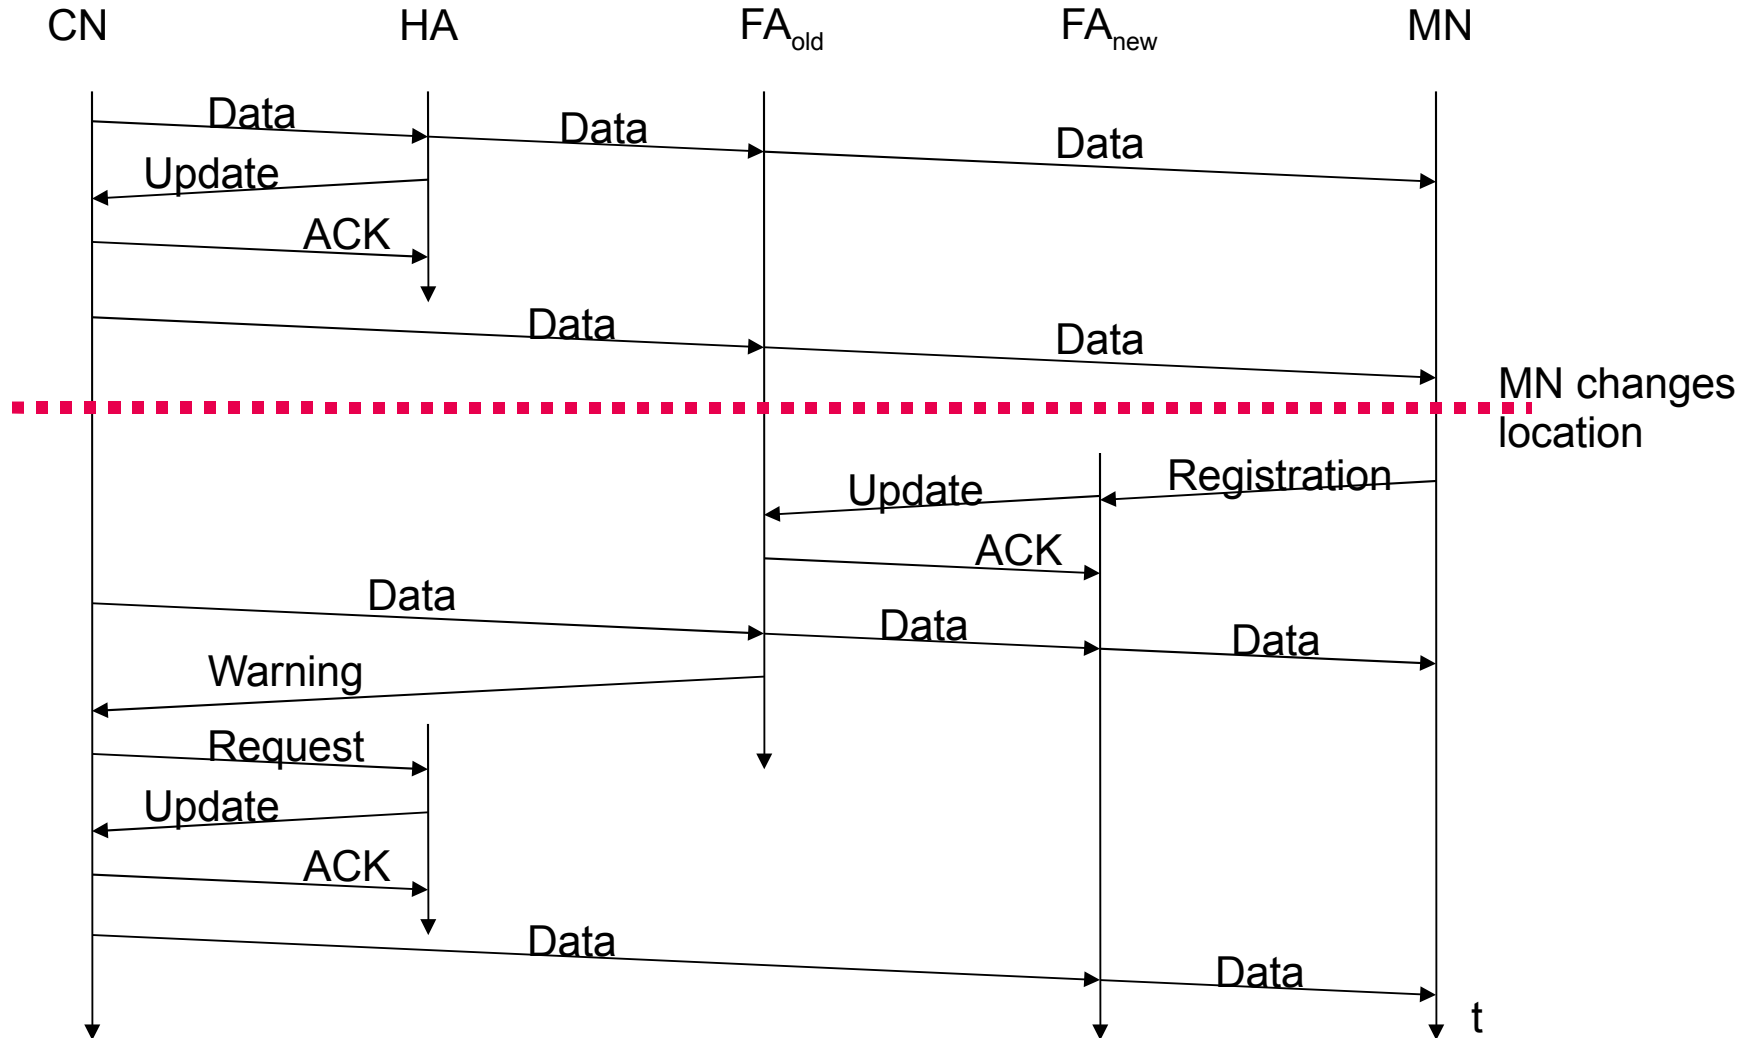 CN HA FAold FAnew MN
Data Data Data
Update
ACK
Data Data
MN changes
location
Registration
Update
ACK
Data Data Data
Warning
Request
Update
ACK
Data Data
t